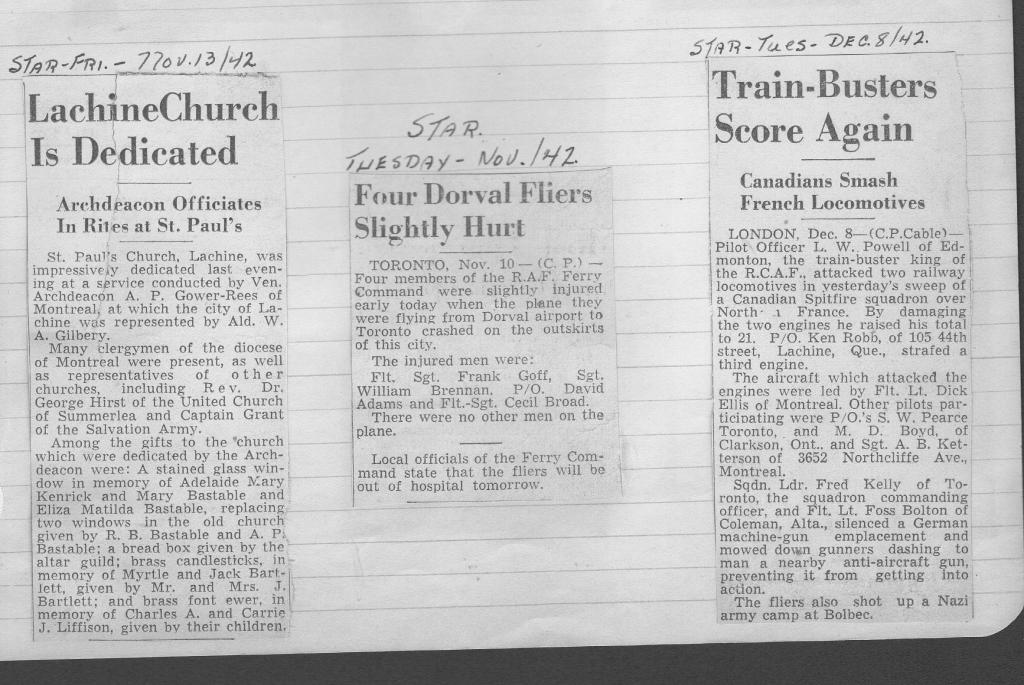 STAR-FRI. - NOV. 13/42
Lachine Church
Is Dedicated
Archdeacon Officiates
In Rites at St. Paul's
St. Paul's Church, Lachine, was
impressively dedicated last even-
ing at a service conducted by Ven.
Archdeacon A. P. Gower-Rees of
Montreal, at which the city of La-
chine was represented by Ald. W.
A. Gilbery.
Many clergymen of the diocese
of Montreal were present, as well
as representatives of other
churches, including Rev. Dr.
George Hirst of the United Church
of Summerlea and Captain Grant
of the Salvation Army.
Among the gifts to the church
which were dedicated by the Arch-
deacon were: A stained glass win-
dow in memory of Adelaide Mary
Kenrick and Mary Bastable and
Eliza Matilda Bastable, replacing
two windows in the old church
given by R. B. Bastable and A. P.
Bastable; a bread box given by the
altar guild; brass candlesticks, in
memory of Myrtle and Jack Bart-
lett, given by Mr. and Mrs. J.
Bartlett; and brass font ewer, in
memory of Charles A. and Carrie
J. Liffison, given by their children.
STAR.
TUESDAY - NOV. /42.
Four Dorval Fliers
Slightly Hurt
TORONTO, Nov. 10 — (C. P.) —
Four members of the R.A.F. Ferry
Command were slightly injured
early today when the plane they
were flying from Dorval airport to
Toronto crashed on the outskirts
of this city.
The injured men were:
Flt. Sgt. Frank Goff, Sgt.
William Brennan, P/O. David
Adams and Flt.-Sgt. Cecil Broad.
There were no other men on the
plane.
Local officials of the Ferry Com-
mand state that the fliers will be
out of hospital tomorrow.
STAR-TUES-DEC. 8/42.
Train-Busters
Score Again
Canadians Smash
French Locomotives
LONDON, Dec. 8—(C.P.Cable)—
Pilot Officer L. W. Powell of Ed-
monton, the train-buster king of
the R.C.A.F., attacked two railway
locomotives in yesterday's sweep of
a Canadian Spitfire squadron over
France. By damaging
the two engines he raised his total
to 21. P/O. Ken Robb, of 105 44th
street, Lachine, Que., strafed a
third engine.
The aircraft which attacked the
engines were led by Flt. Lt. Dick
Ellis of Montreal. Other pilots par-
ticipating were P/O.'s S. W. Pearce
Toronto, and M. D. Boyd, of
Clarkson, Ont., and Sgt. A. B. Ket-
terson of 3652 Northcliffe Ave.,
Montreal.
Sqdn. Ldr. Fred Kelly of To-
ronto, the squadron commanding
officer, and Flt. Lt. Foss Bolton of
Coleman, Alta., silenced a German
machine-gun emplacement and
mowed down gunners dashing to
man a nearby anti-aircraft gun,
preventing it from getting into
action.
The fliers also shot up a Nazi
army camp at Bolbec.